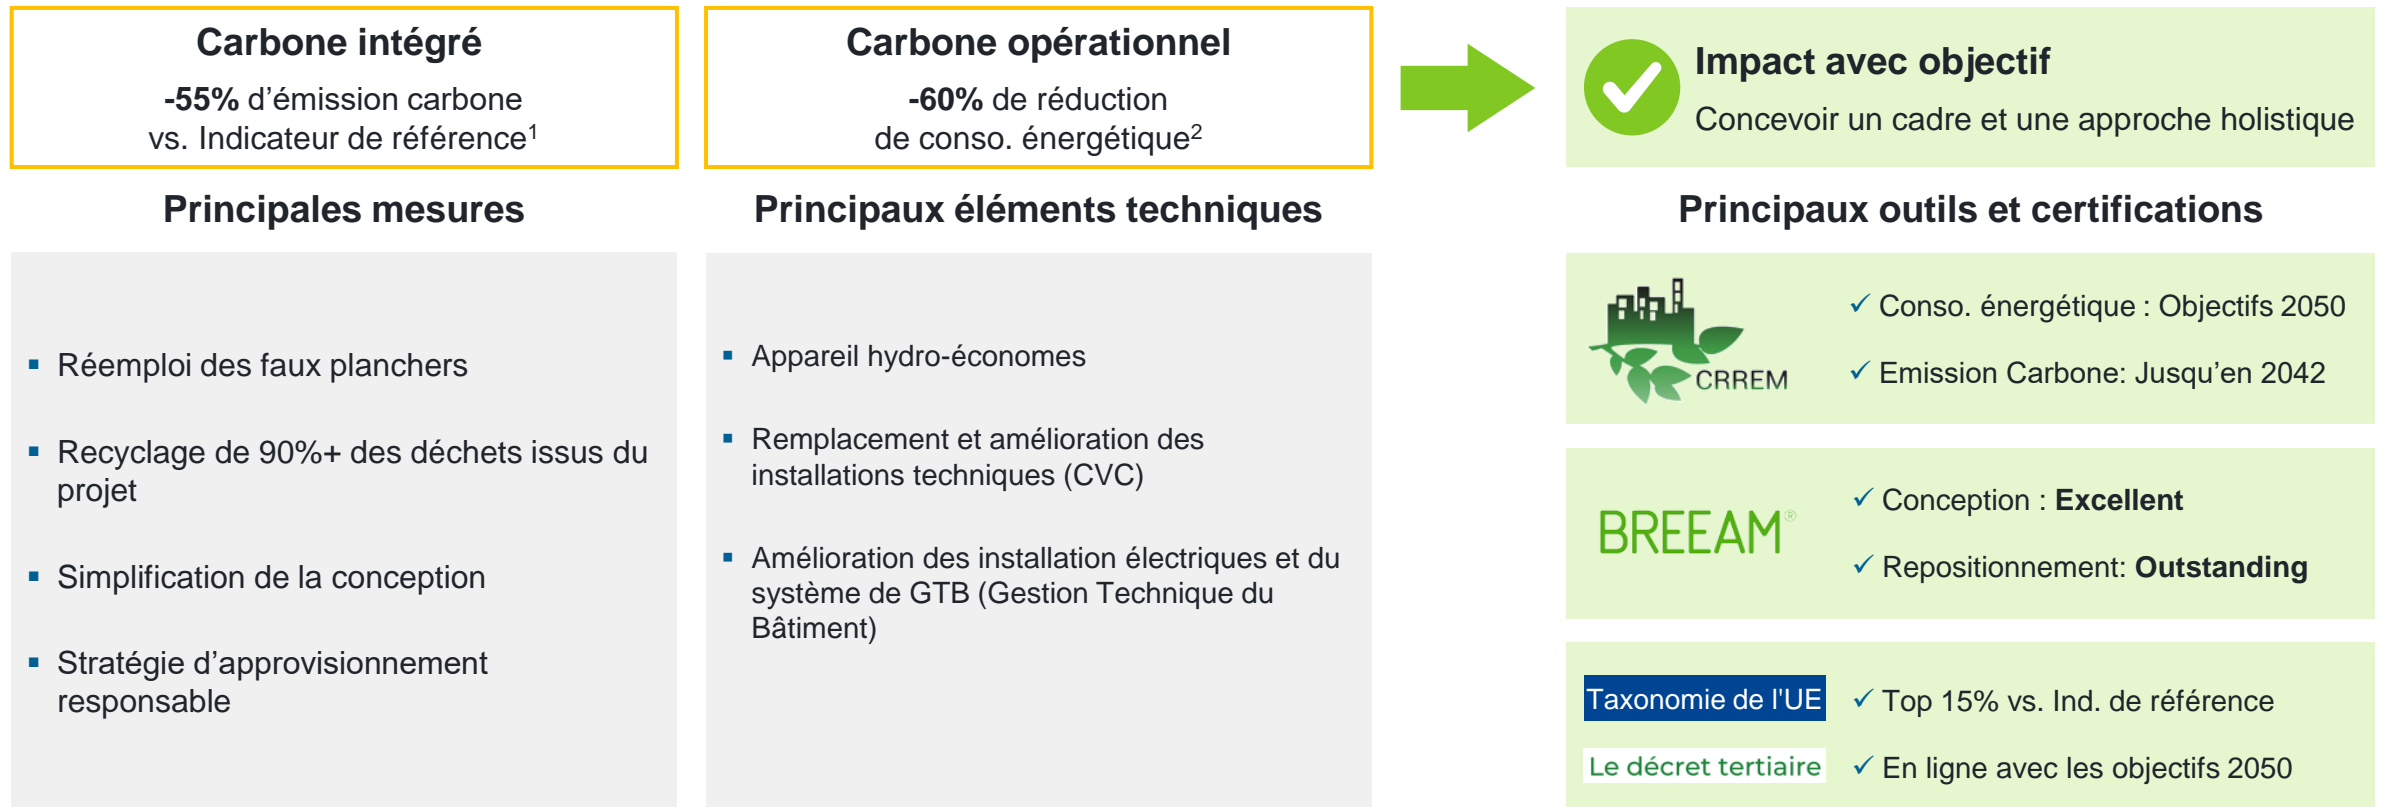 Carbone intégré
-55% d’émission carbone
vs. Indicateur de référence¹
Principales mesures
Réemploi des faux planchers
Recyclage de 90%+ des déchets issus du
projet
Simplification de la conception
Stratégie d’approvisionnement
responsable
Carbone opérationnel
-60% de réduction
de conso. énergétique²
Principaux éléments techniques
Appareil hydro-économes
Remplacement et amélioration des
installations techniques (CVC)
Amélioration des installation électriques et du
système de GTB (Gestion Technique du
Bâtiment)
Impact avec objectif
Concevoir un cadre et une approche holistique
Principaux outils et certifications
CRREM
Conso. énergétique : Objectifs 2050
Emission Carbone: Jusqu’en 2042
BREEAM®
Conception : Excellent
Repositionnement: Outstanding
Taxonomie de l'UE
Top 15% vs. Ind. de référence
Le décret tertiaire
En ligne avec les objectifs 2050